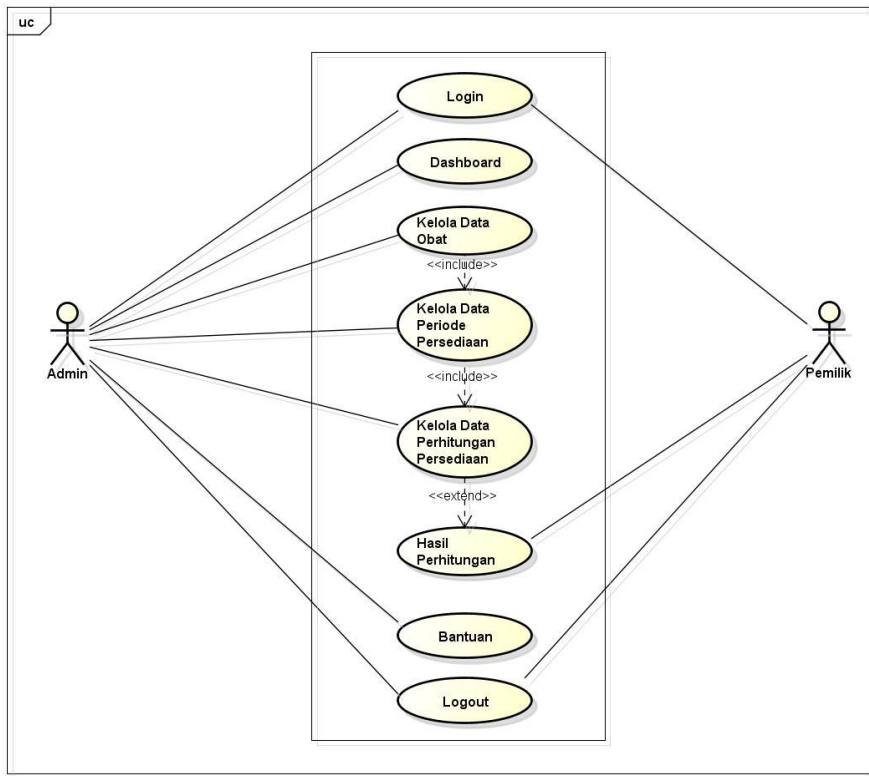 uc
Login
Dashboard
Kelola Data
Obat
<<include>>
Kelola Data
Periode
Persediaan
<<include>>
Kelola Data
Perhitungan
Persediaan
<<extend>>
Hasil
Perhitungan
Bantuan
Logout
Admin
Pemilik